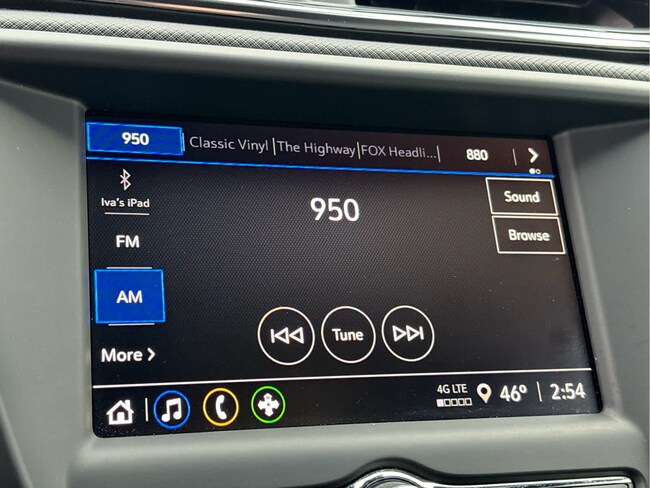 950 Classic Vinyl The Highway FOX Headli... 880
Iva's iPad
950
Sound
FM
Browse
AM
Tune
More
4G LTE
46° 2:54